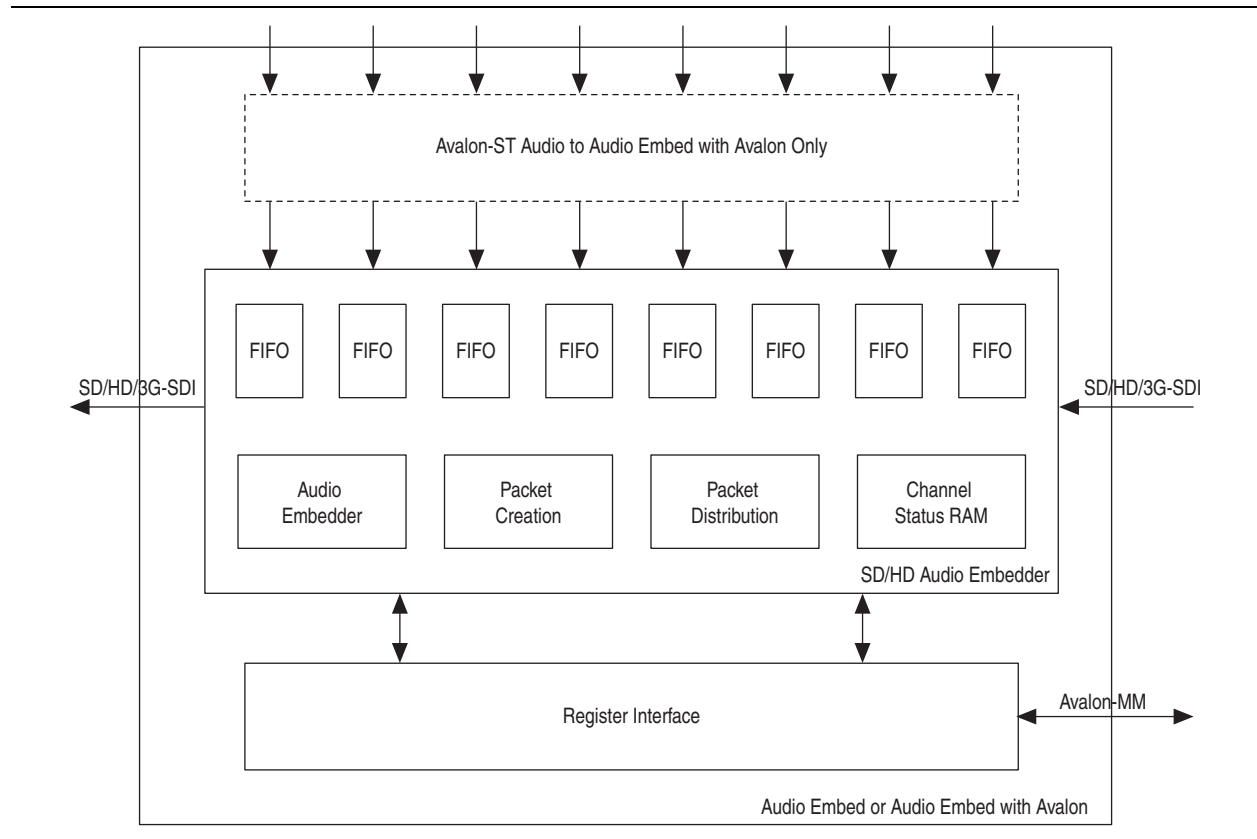 Avalon-ST Audio to Audio Embed with Avalon Only
FIFO
FIFO
FIFO
FIFO
FIFO
FIFO
FIFO
FIFO
SD/HD/3G-SDI
SD/HD/3G-SDI
Audio
Embedder
Packet
Creation
Packet
Distribution
Channel
Status RAM
SD/HD Audio Embedder
Register Interface
Avalon-MM
Audio Embed or Audio Embed with Avalon